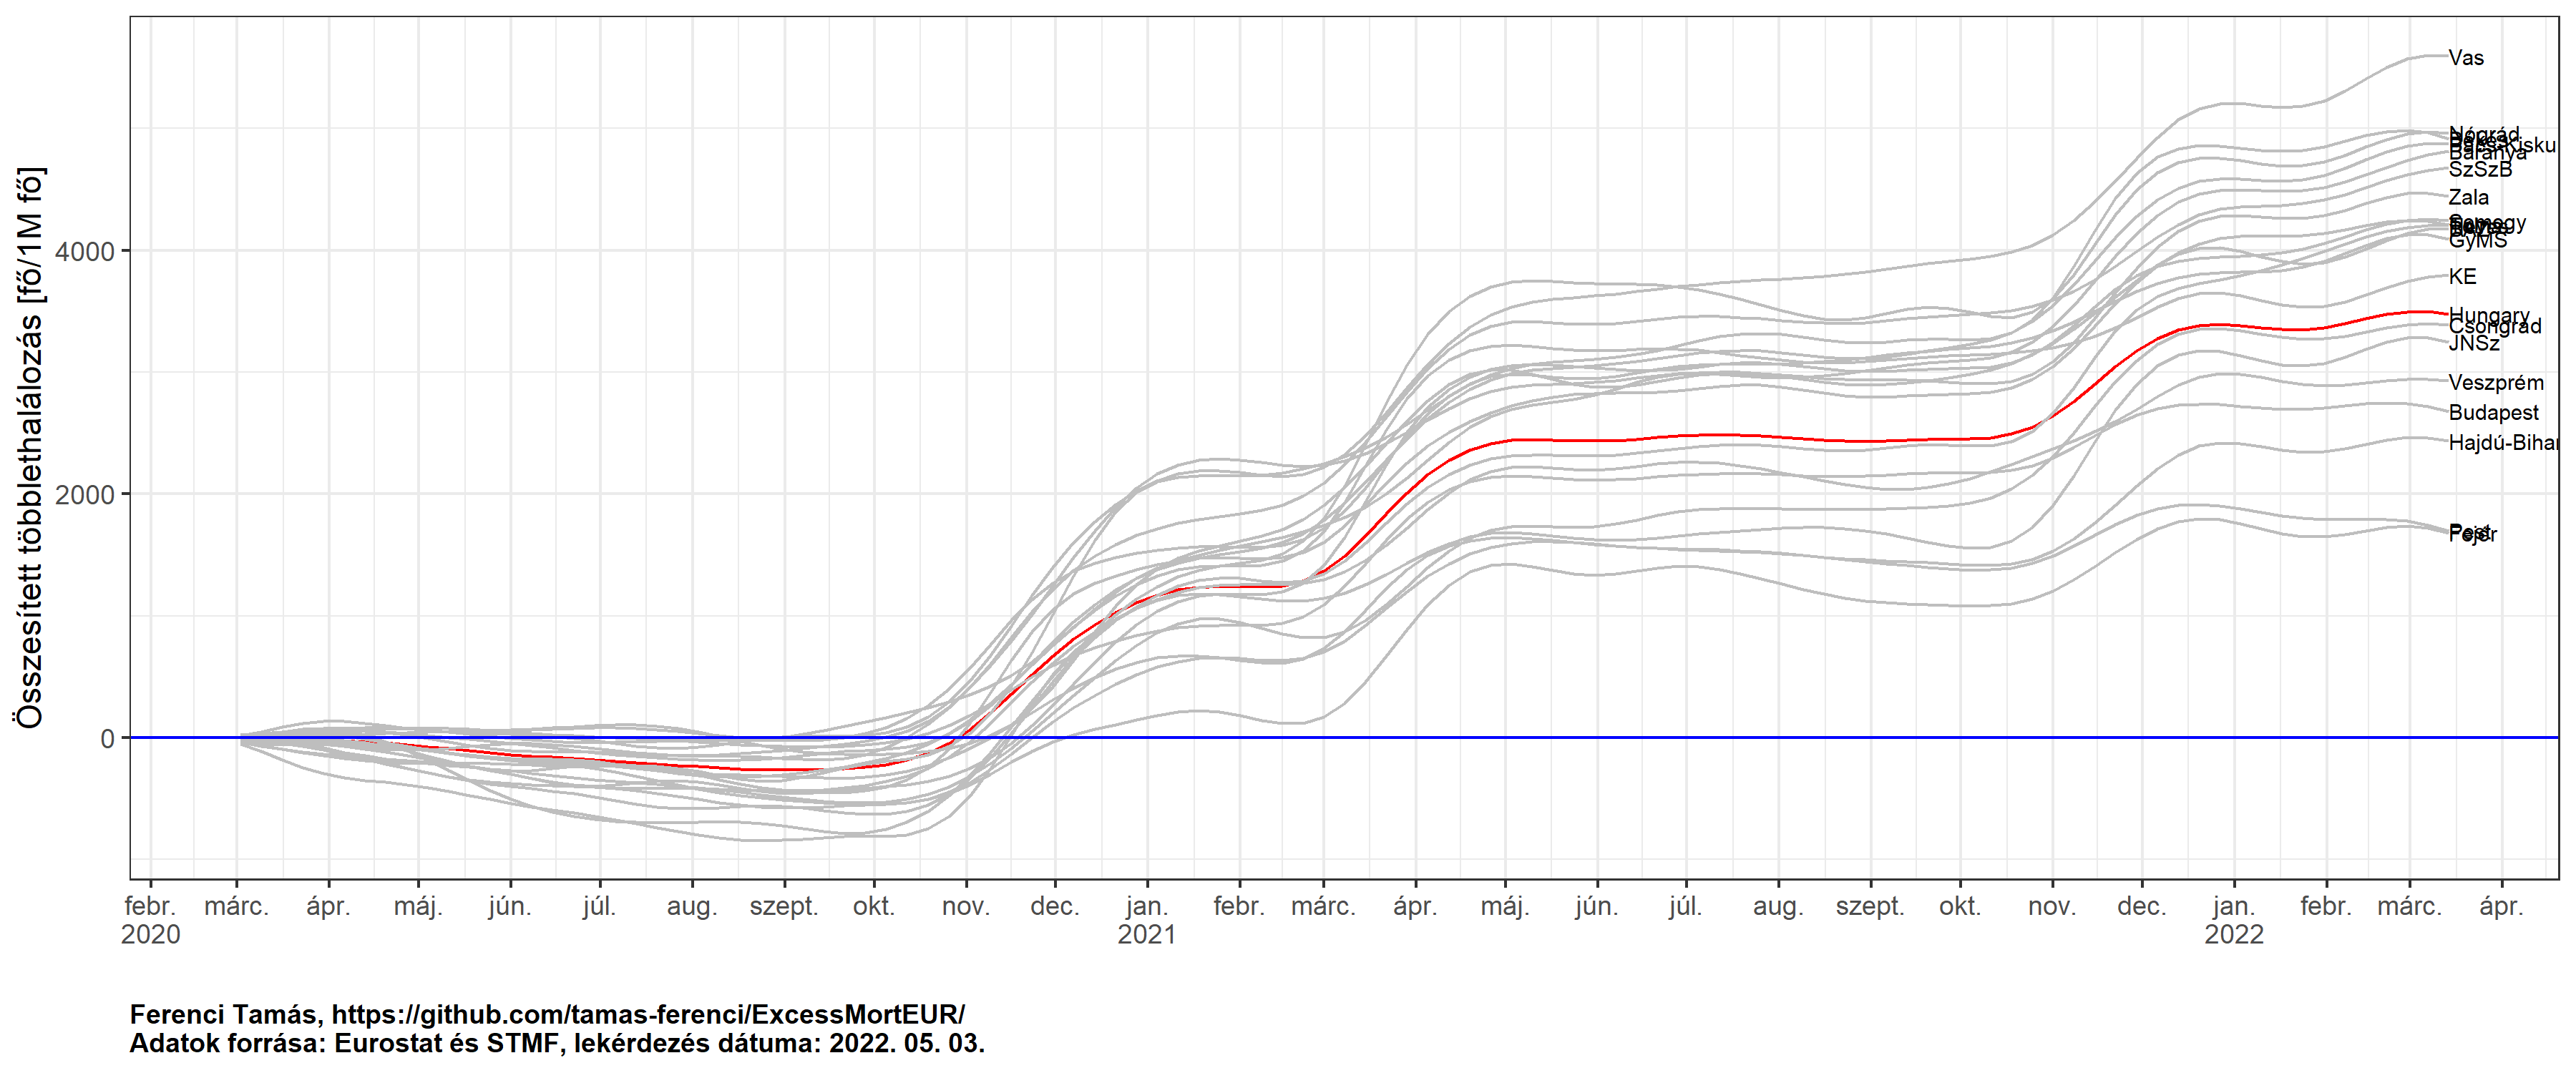 Összesített többlethalálozás [fő/1M fő]
4000
2000
0
Vas
Nógrád
Baranya
SzSzB
Zala
Somogy
GyMS
KE
Hungary
Csongrád
JNSz
Veszprém
Budapest
Hajdú-Bihar
Pest
Fejér
febr. márc. ápr. máj. jún. júl. aug. szept. okt. nov. dec. jan. febr. márc. ápr. máj. jún. júl. aug. szept. okt. nov. dec. jan. febr. márc. ápr.
2020 2021 2022
Ferenci Tamás, https://github.com/tamas-ferenci/ExcessMortEUR/
Adatok forrása: Eurostat és STMF, lekérdezés dátuma: 2022. 05. 03.